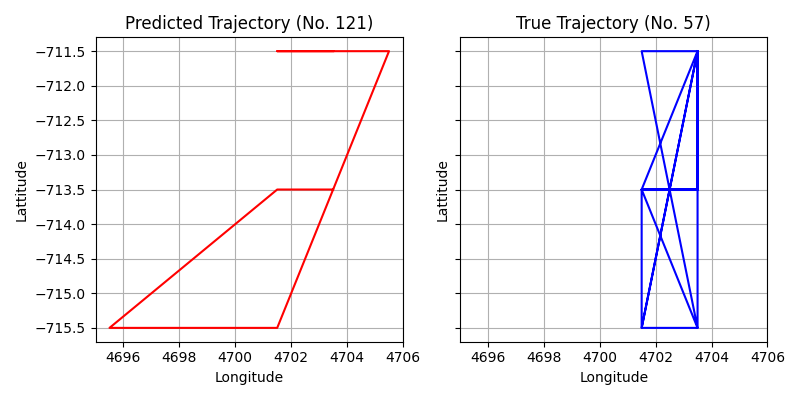 Predicted Trajectory (No. 121)
−711.5
−712.0
−712.5
−713.0
−713.5
−714.0
−714.5
−715.0
−715.5
Lattitude
4696 4698 4700 4702 4704 4706
Longitude
True Trajectory (No. 57)
Lattitude
4696 4698 4700 4702 4704 4706
Longitude